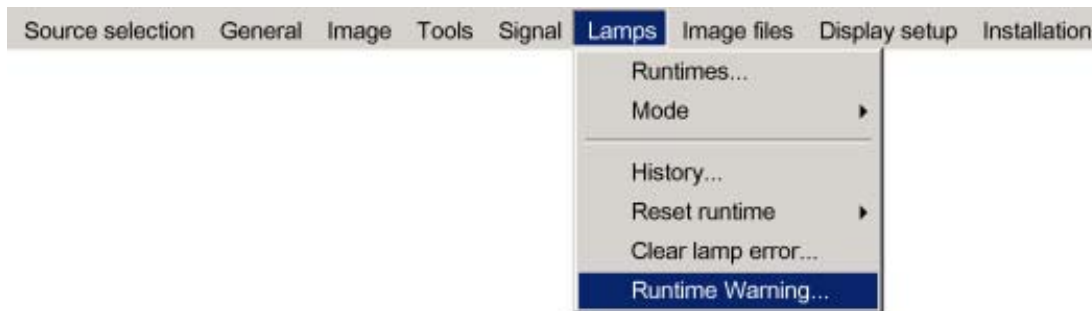 Source selection General Image Tools Signal Lamps Image files Display setup Installation
Runtimes...
Mode
History...
Reset runtime
Clear lamp error...
Runtime Warning...